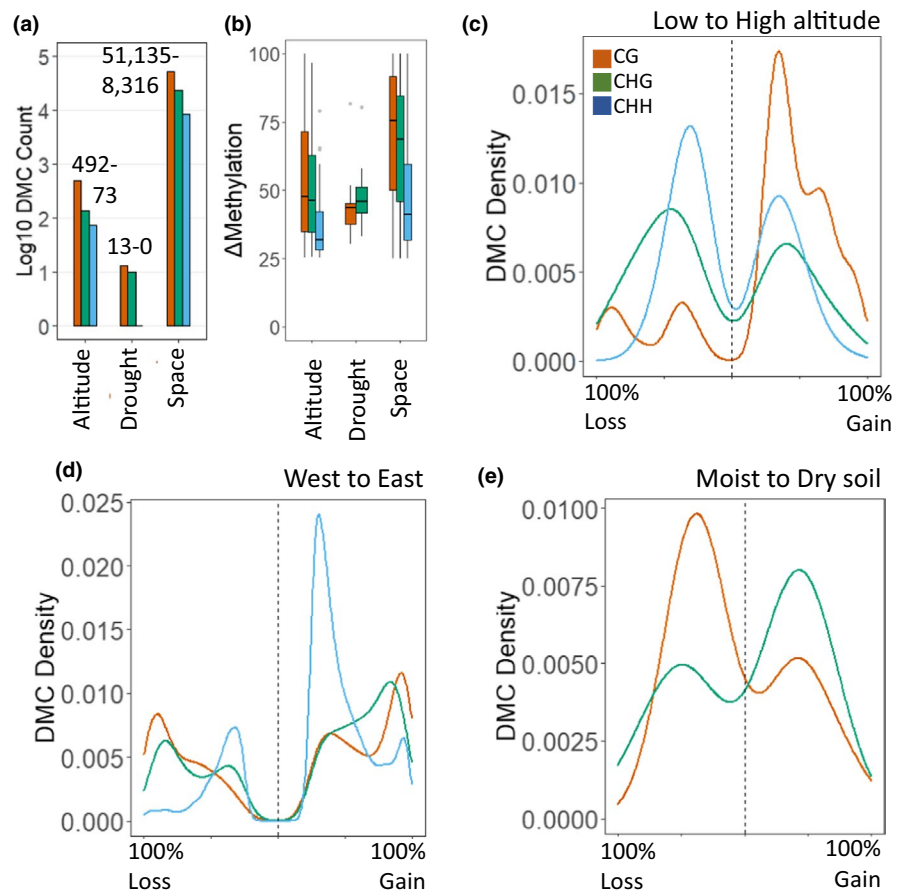 (a)
51,135-
8,316
492-
73
13-0
Log10 DMC Count
5
4
3
2
1
0
Altitude
Drought
Space
(b)
ΔMethylation
100
75
50
25
0
Altitude
Drought
Space
(c)
Low to High altitude
CG
CHG
CHH
DMC Density
0.015
0.010
0.005
0.000
100%
Loss
100%
Gain
(d)
West to East
DMC Density
0.025
0.020
0.015
0.010
0.005
0.000
100%
Loss
100%
Gain
(e)
Moist to Dry soil
DMC Density
0.0100
0.0075
0.0050
0.0025
0.0000
100%
Loss
100%
Gain